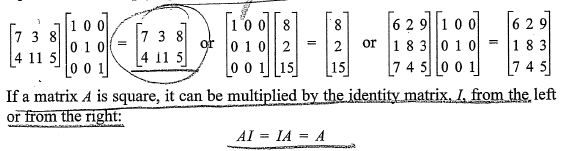 [7 3 8] [1 0 0] [7 3 8] [1 0 0] [8] [8] [6 2 9] [1 0 0] [6 2 9]
[4 11 5] [0 1 0] = [4 11 5] or [0 1 0] [2] = [2] or [1 8 3] [0 1 0] = [1 8 3]
[0 0 1] [0 0 1] [15] [15] [7 4 5] [0 0 1] [7 4 5]
If a matrix A is square, it can be multiplied by the identity matrix, I, from the left
or from the right:
AI = IA = A